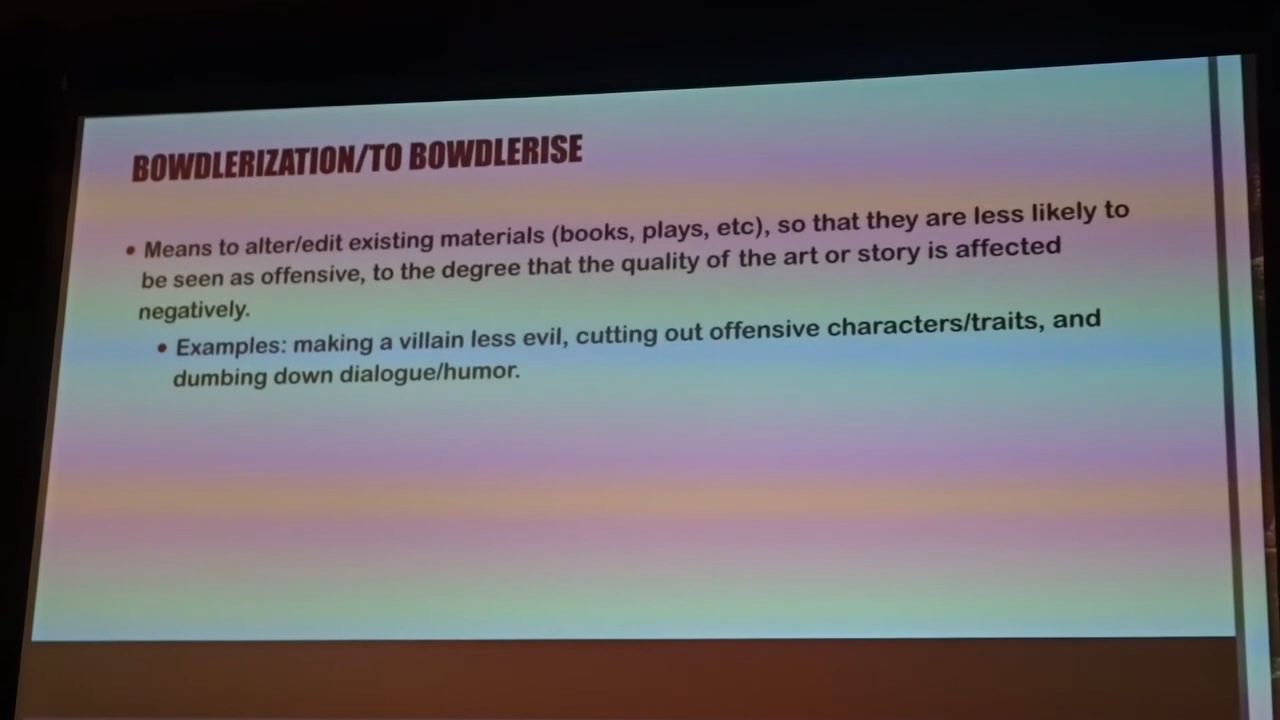 BOWDLERIZATION/TO BOWDLERISE
• Means to alter/edit existing materials (books, plays, etc), so that they are less likely to
be seen as offensive, to the degree that the quality of the art or story is affected
negatively.
• Examples: making a villain less evil, cutting out offensive characters/traits, and
dumbing down dialogue/humor.